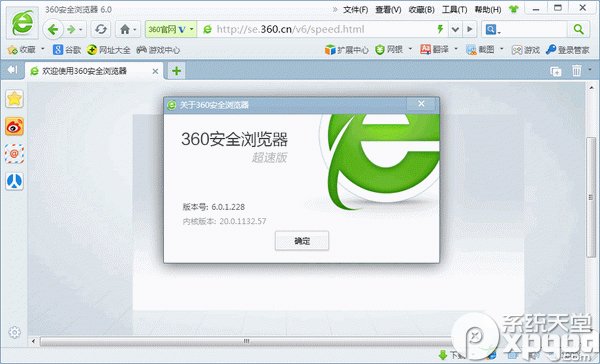 360安全浏览器 6.0
文件(F) 查看(V) 收藏(B) 工具(T) 帮助(H)
360官网 V http://se.360.cn/v6/speed.html
收藏 谷歌 网址大全 游戏中心 扩展中心 网银 翻译 截图 游戏 登录管家
欢迎使用360安全浏览器
关于360安全浏览器
360安全浏览器
超速版
版本号: 6.0.1.228
内核版本: 20.0.1132.57
确定
系统天堂